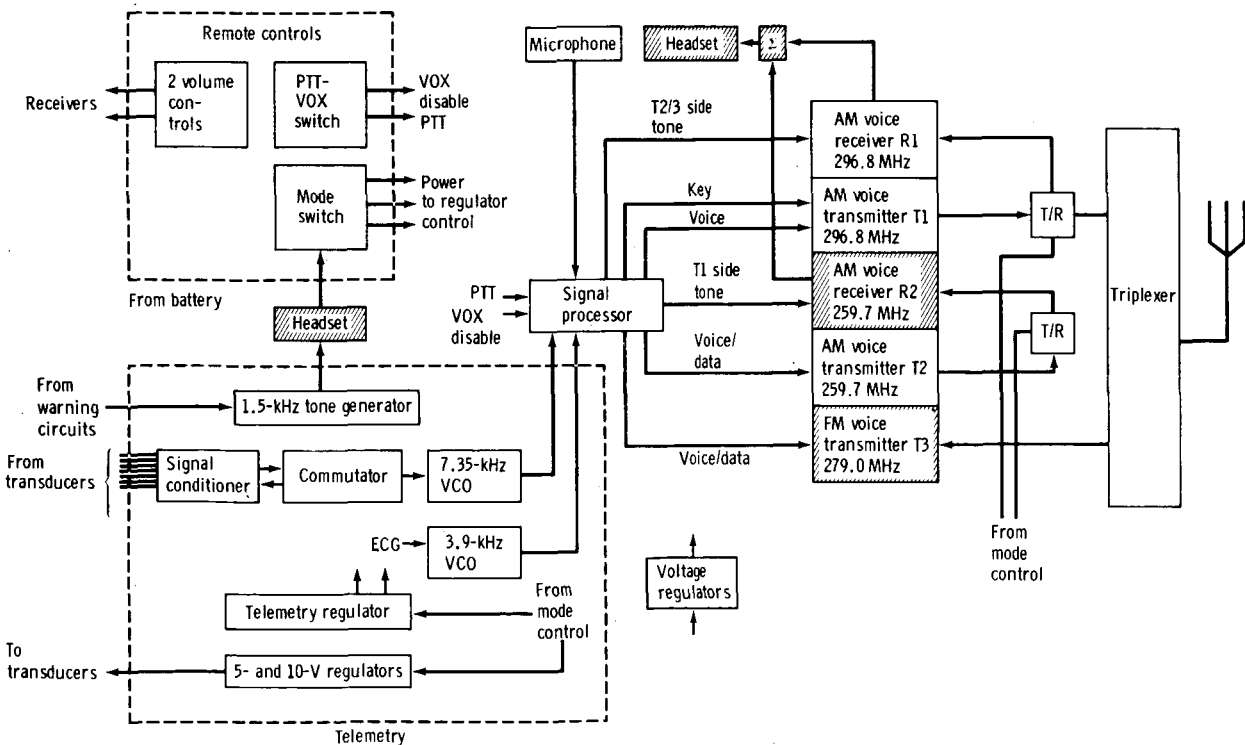 Remote controls
Receivers
2 volume
con-
trols
PTT-
VOX
switch
VOX
disable
PTT
Mode
switch
Power
to regulator
control
From battery
Headset
Microphone
Headset
Σ
T2/3 side
tone
AM voice
receiver R1
296.8 MHz
Key
Voice
AM voice
transmitter T1
296.8 MHz
T/R
T1 side
tone
AM voice
receiver R2
259.7 MHz
PTT
VOX
disable
Signal
processor
Voice/
data
AM voice
transmitter T2
259.7 MHz
T/R
Triplexer
Voice/data
FM voice
transmitter T3
279.0 MHz
From
mode
control
From
warning
circuits
1.5-kHz tone generator
From
transducers
Signal
conditioner
Commutator
7.35-kHz
VCO
ECG
3.9-kHz
VCO
Telemetry regulator
From
mode
control
Voltage
regulators
To
transducers
5- and 10-V regulators
Telemetry